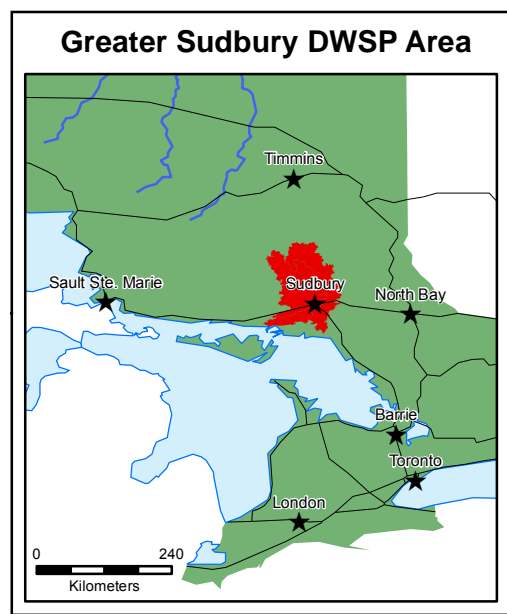 Greater Sudbury DWSP Area
Timmins
Sault Ste. Marie
Sudbury
North Bay
Barrie
Toronto
London
0 240
Kilometers